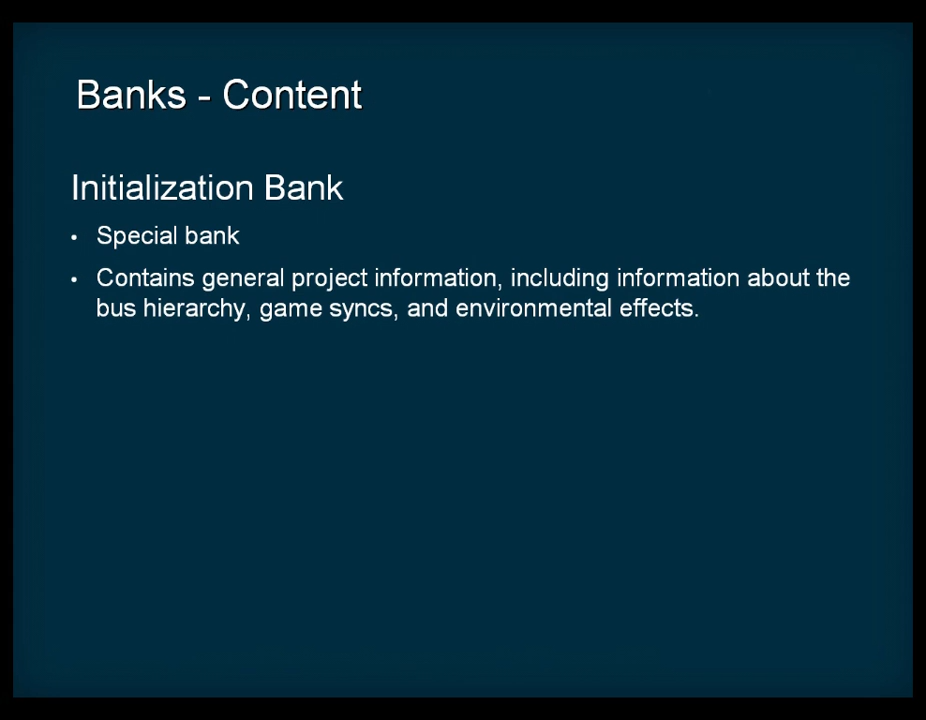 Banks - Content
Initialization Bank
• Special bank
• Contains general project information, including information about the
bus hierarchy, game syncs, and environmental effects.